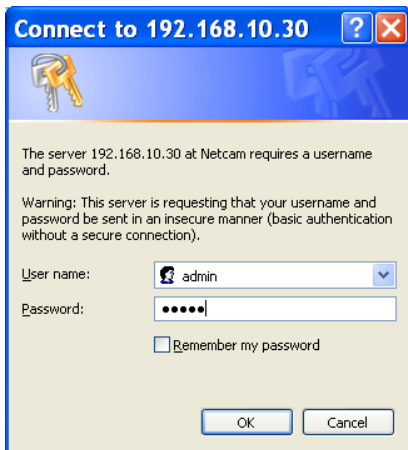 Connect to 192.168.10.30
The server 192.168.10.30 at Netcam requires a username
and password.
Warning: This server is requesting that your username and
password be sent in an insecure manner (basic authentication
without a secure connection).
User name: admin
Password: •••••
Remember my password
OK Cancel